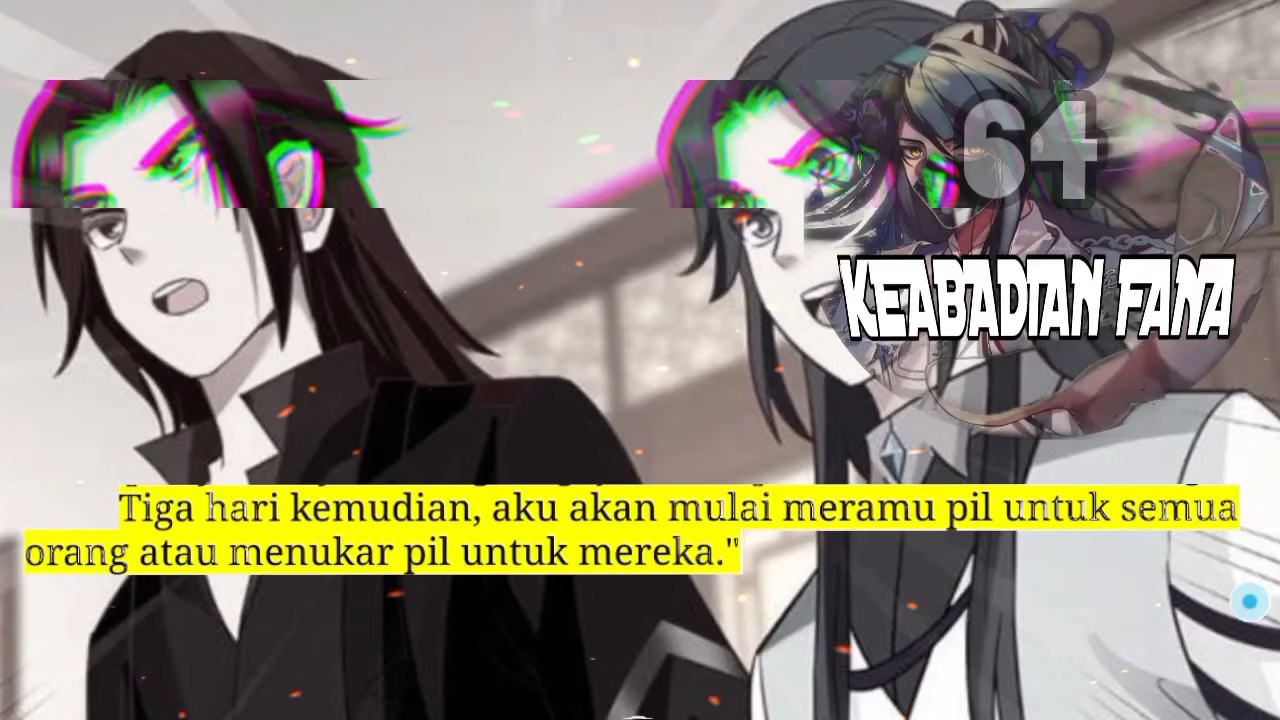 64
KEABADIAN FANA
Tiga hari kemudian, aku akan mulai meramu pil untuk semua
orang atau menukar pil untuk mereka."